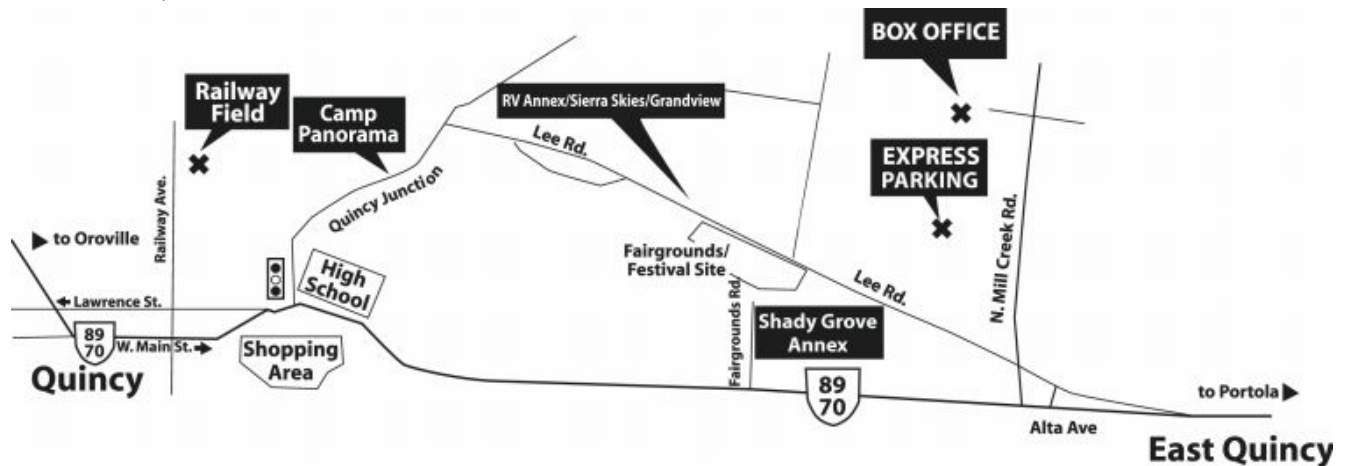 BOX OFFICE
Railway
Field
Camp
Panorama
RV Annex/Sierra Skies/Grandview
Lee Rd.
EXPRESS
PARKING
Quincy Junction
Railway Ave.
to Oroville
High
School
Fairgrounds/
Festival Site
Lee Rd.
N. Mill Creek Rd.
Lawrence St.
89
70
W. Main St.
Shopping
Area
Fairgrounds Rd.
Shady Grove
Annex
Quincy
89
70
to Portola
Alta Ave
East Quincy